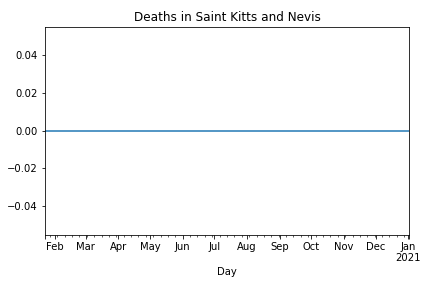 Deaths in Saint Kitts and Nevis
0.04
0.02
0.00
−0.02
−0.04
Feb Mar Apr May Jun Jul Aug Sep Oct Nov Dec Jan
2021
Day